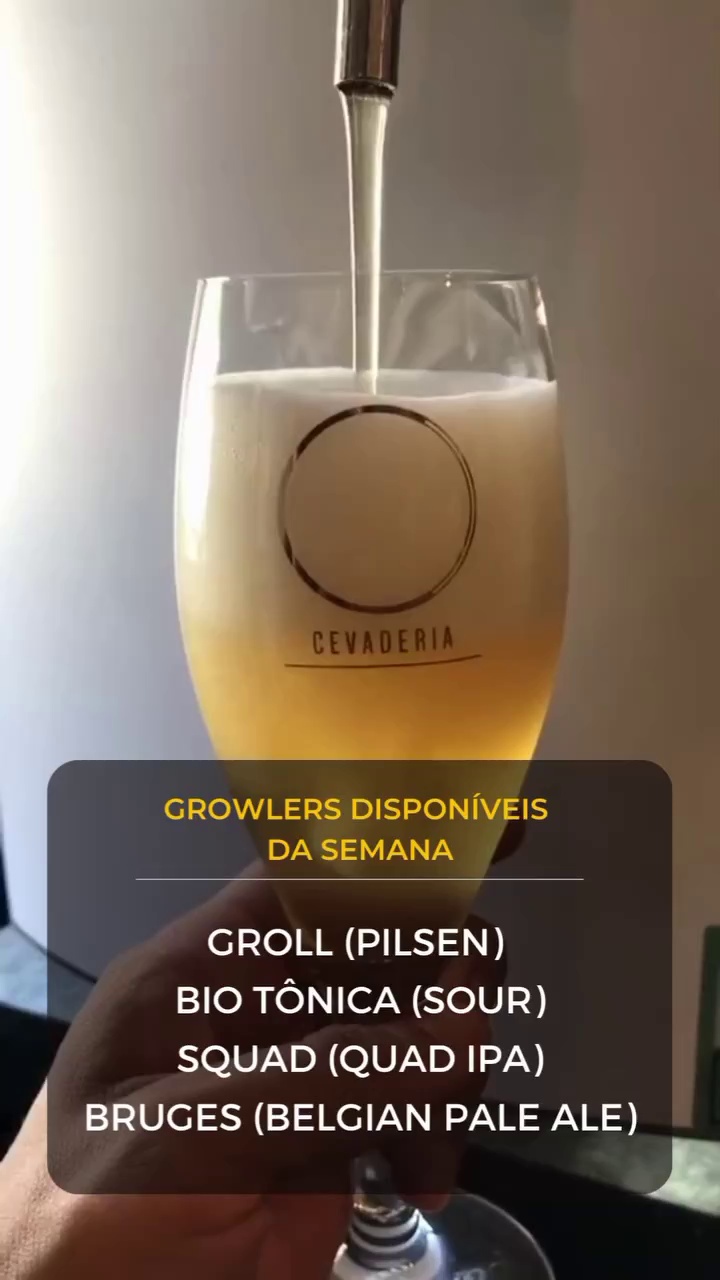 CEVADERIA
GROWLERS DISPONÍVEIS
DA SEMANA
GROLL (PILSEN)
BIO TÔNICA (SOUR)
SQUAD (QUAD IPA)
BRUGES (BELGIAN PALE ALE)